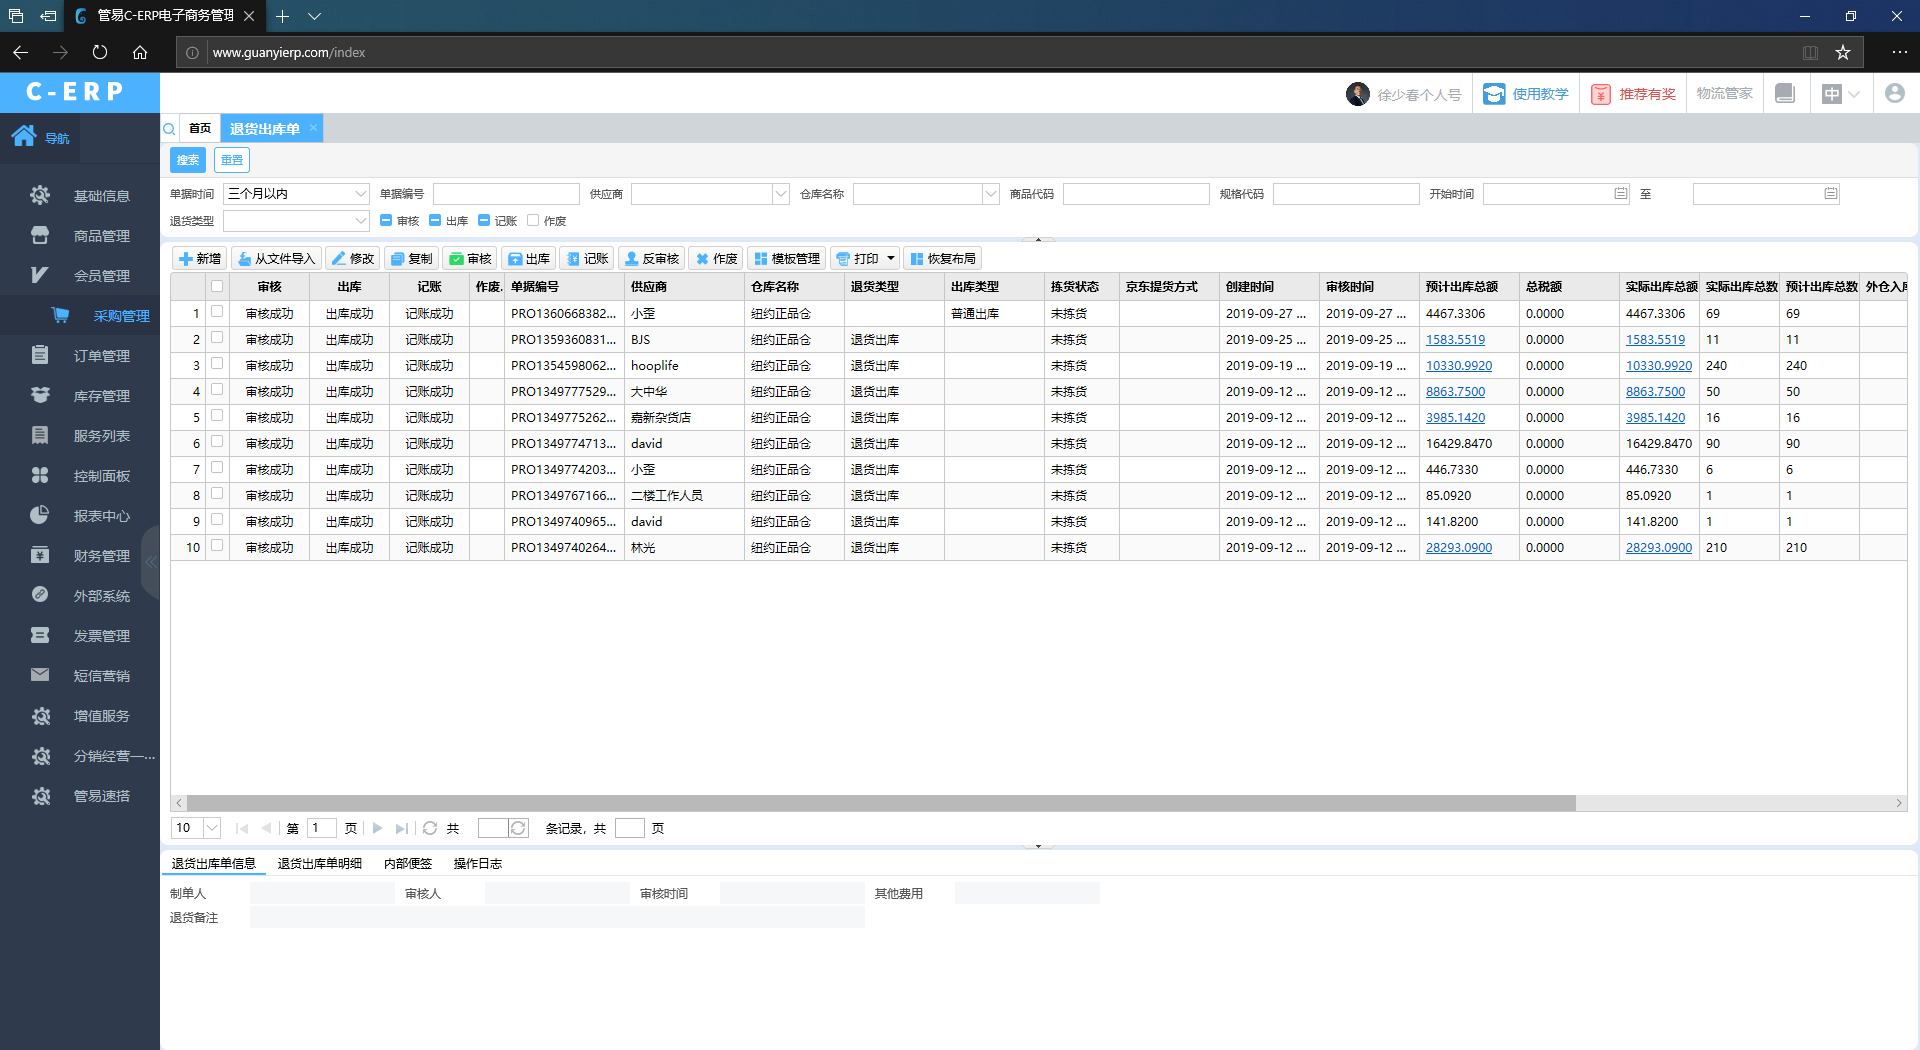 管易C-ERP电子商务管理
www.guanyierp.com/index
C-ERP
徐少春个人号
使用教学
推荐有奖
物流管家
中
导航
首页
退货出库单
搜索
重置
单据时间
三个月以内
单据编号
供应商
仓库名称
商品代码
规格代码
开始时间
至
退货类型
审核
出库
记账
作废
新增
从文件导入
修改
复制
审核
出库
记账
反审核
作废
模板管理
打印
恢复布局
基础信息
商品管理
会员管理
采购管理
订单管理
库存管理
服务列表
控制面板
报表中心
财务管理
外部系统
发票管理
短信营销
增值服务
分销经营一...
管易速搭
审核 出库 记账 作废. 单据编号 供应商 仓库名称 退货类型 出库类型 拣货状态 京东提货方式 创建时间 审核时间 预计出库总额 总税额 实际出库总额 实际出库总数 预计出库总数 外仓入库
1 审核成功 出库成功 记账成功 PRO1360668382... 小歪 纽约正品仓 普通出库 未拣货 2019-09-27 ... 2019-09-27 ... 4467.3306 0.0000 4467.3306 69 69
2 审核成功 出库成功 记账成功 PRO1359360831... BJS 纽约正品仓 退货出库 未拣货 2019-09-25 ... 2019-09-25 ... 1583.5519 0.0000 1583.5519 11 11
3 审核成功 出库成功 记账成功 PRO1354598062... hooplife 纽约正品仓 退货出库 未拣货 2019-09-19 ... 2019-09-19 ... 10330.9920 0.0000 10330.9920 240 240
4 审核成功 出库成功 记账成功 PRO1349777529... 大中华 纽约正品仓 退货出库 未拣货 2019-09-12 ... 2019-09-12 ... 8863.7500 0.0000 8863.7500 50 50
5 审核成功 出库成功 记账成功 PRO1349775262... 嘉新杂货店 纽约正品仓 退货出库 未拣货 2019-09-12 ... 2019-09-12 ... 3985.1420 0.0000 3985.1420 16 16
6 审核成功 出库成功 记账成功 PRO1349774713... david 纽约正品仓 退货出库 未拣货 2019-09-12 ... 2019-09-12 ... 16429.8470 0.0000 16429.8470 90 90
7 审核成功 出库成功 记账成功 PRO1349774203... 小歪 纽约正品仓 退货出库 未拣货 2019-09-12 ... 2019-09-12 ... 446.7330 0.0000 446.7330 6 6
8 审核成功 出库成功 记账成功 PRO1349767166... 二楼工作人员 纽约正品仓 退货出库 未拣货 2019-09-12 ... 2019-09-12 ... 85.0920 0.0000 85.0920 1 1
9 审核成功 出库成功 记账成功 PRO1349740965... david 纽约正品仓 退货出库 未拣货 2019-09-12 ... 2019-09-12 ... 141.8200 0.0000 141.8200 1 1
10 审核成功 出库成功 记账成功 PRO1349740264... 林光 纽约正品仓 退货出库 未拣货 2019-09-12 ... 2019-09-12 ... 28293.0900 0.0000 28293.0900 210 210
10 第 1 页 共 条记录，共 页
退货出库单信息 退货出库单明细 内部便签 操作日志
制单人 审核人 审核时间 其他费用
退货备注